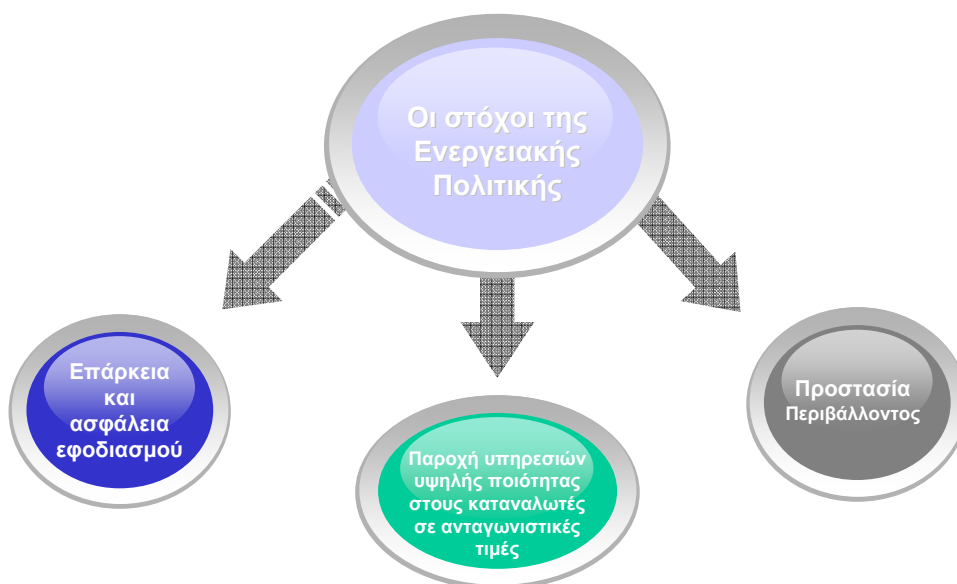 Οι στόχοι της
Ενεργειακής
Πολιτικής
Επάρκεια
και
ασφάλεια
εφοδιασμού
Παροχή υπηρεσιών
υψηλής ποιότητας
στους καταναλωτές
σε ανταγωνιστικές
τιμές
Προστασία
Περιβάλλοντος